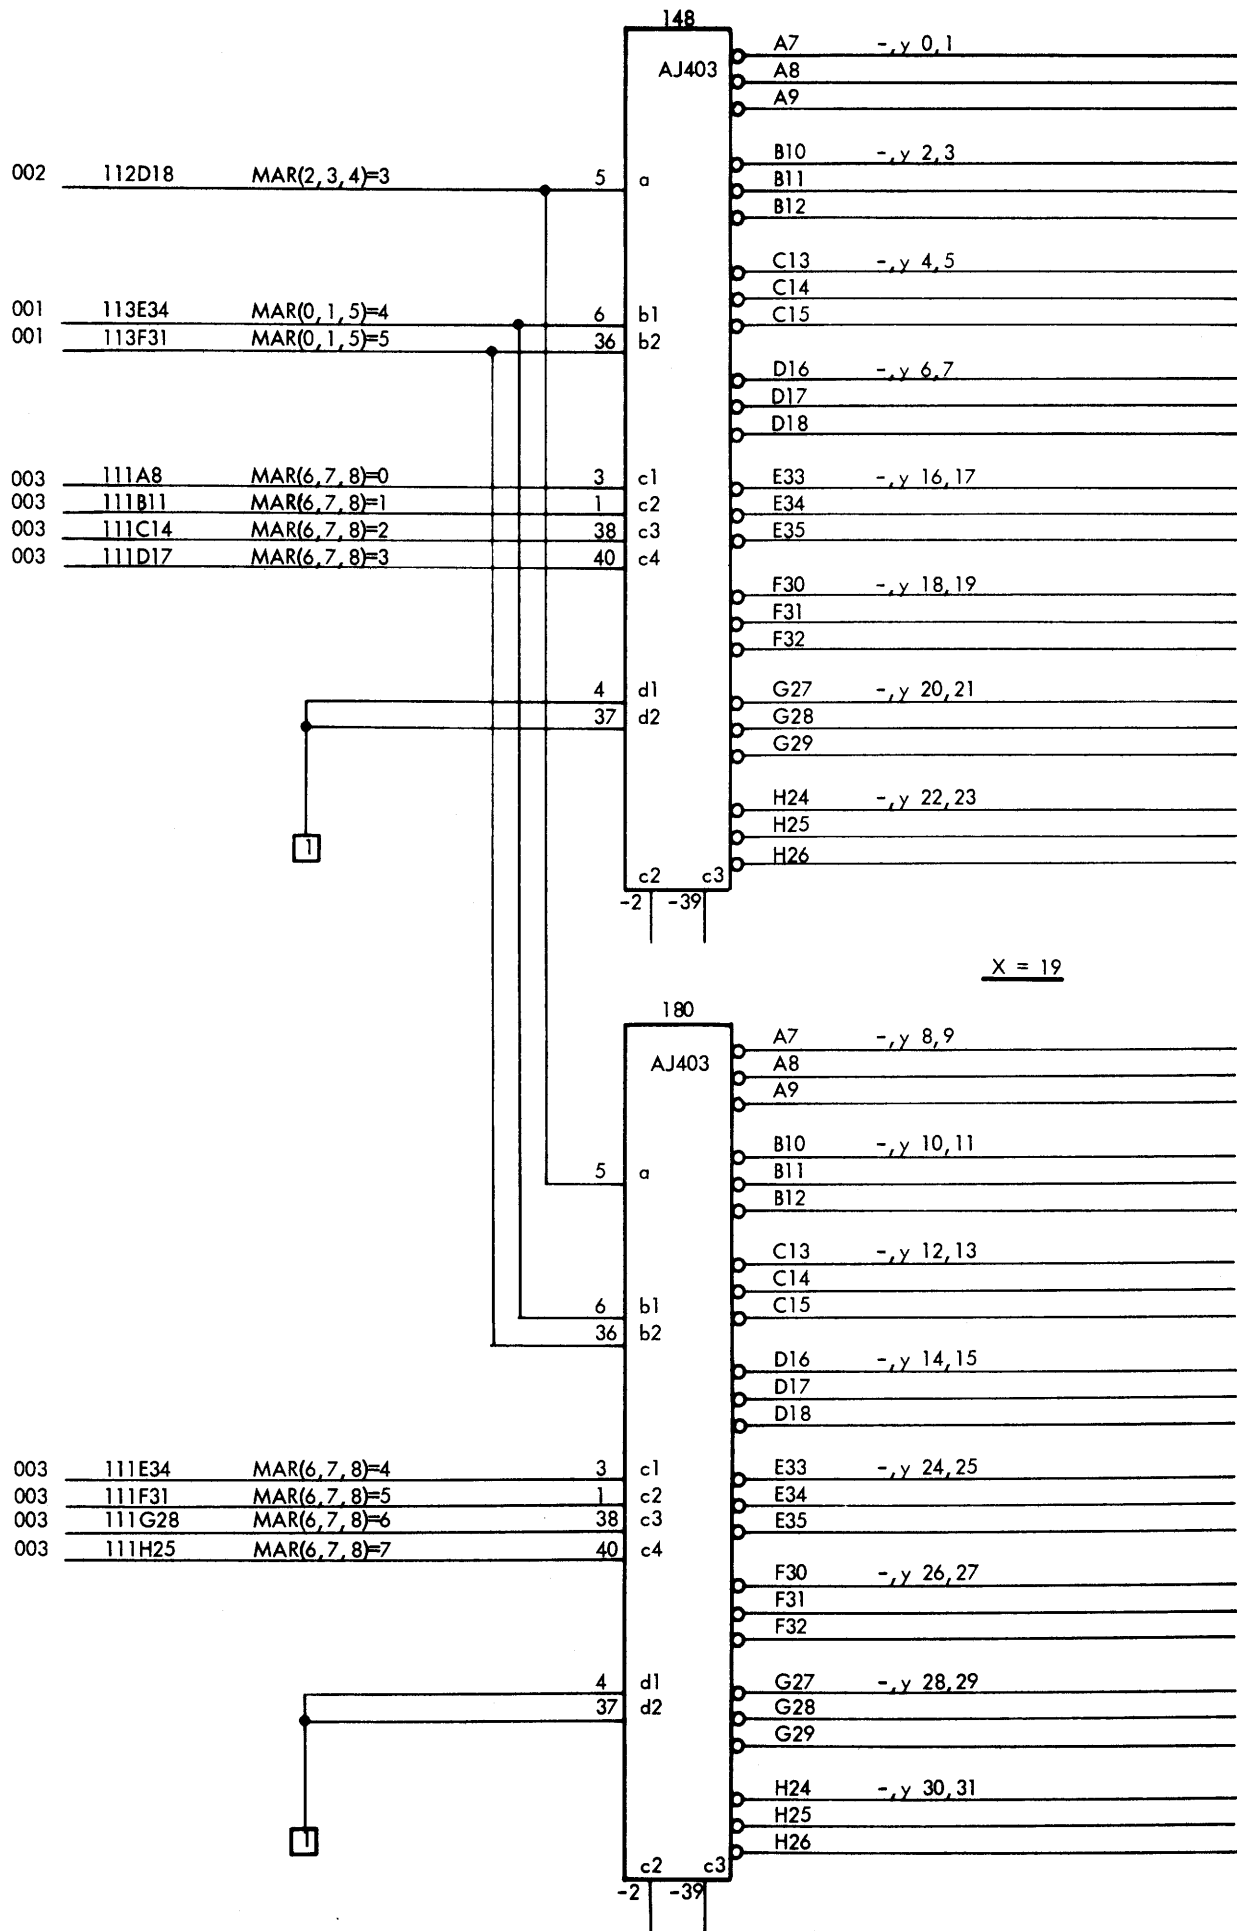 148
AJ403
A7 -,y 0,1
A8
A9
B10 -,y 2,3
002 112D18 MAR(2,3,4)=3 5 a
B11
B12
C13 -,y 4,5
C14
001 113E34 MAR(0,1,5)=4 6 b1
C15
001 113F31 MAR(0,1,5)=5 36 b2
D16 -,y 6,7
D17
D18
003 111A8 MAR(6,7,8)=0 3 c1
E33 -,y 16,17
003 111B11 MAR(6,7,8)=1 1 c2
E34
003 111C14 MAR(6,7,8)=2 38 c3
E35
003 111D17 MAR(6,7,8)=3 40 c4
F30 -,y 18,19
F31
F32
4 d1
G27 -,y 20,21
37 d2
G28
G29
H24 -,y 22,23
H25
1
H26
c2 c3
-2 -39
X = 19
180
AJ403
A7 -,y 8,9
A8
A9
B10 -,y 10,11
5 a
B11
B12
C13 -,y 12,13
C14
6 b1
C15
36 b2
D16 -,y 14,15
D17
D18
003 111E34 MAR(6,7,8)=4 3 c1
E33 -,y 24,25
003 111F31 MAR(6,7,8)=5 1 c2
E34
003 111G28 MAR(6,7,8)=6 38 c3
E35
003 111H25 MAR(6,7,8)=7 40 c4
F30 -,y 26,27
F31
F32
4 d1
G27 -,y 28,29
37 d2
G28
G29
H24 -,y 30,31
H25
1
H26
c2 c3
-2 -39